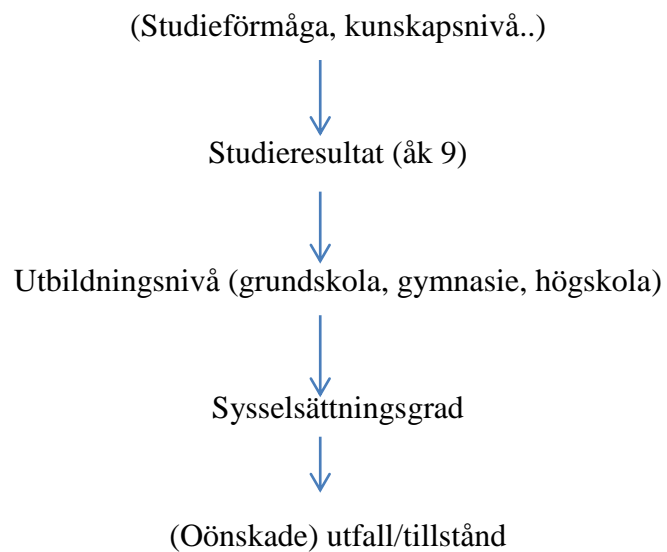 (Studieförmåga, kunskapsnivå..)
Studieresultat (åk 9)
Utbildningsnivå (grundskola, gymnasie, högskola)
Sysselsättningsgrad
(Oönskade) utfall/tillstånd